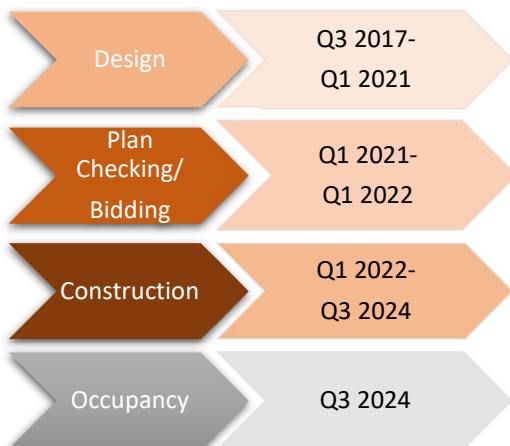 Design
Q3 2017-
Q1 2021
Plan
Checking/
Bidding
Q1 2021-
Q1 2022
Construction
Q1 2022-
Q3 2024
Occupancy
Q3 2024